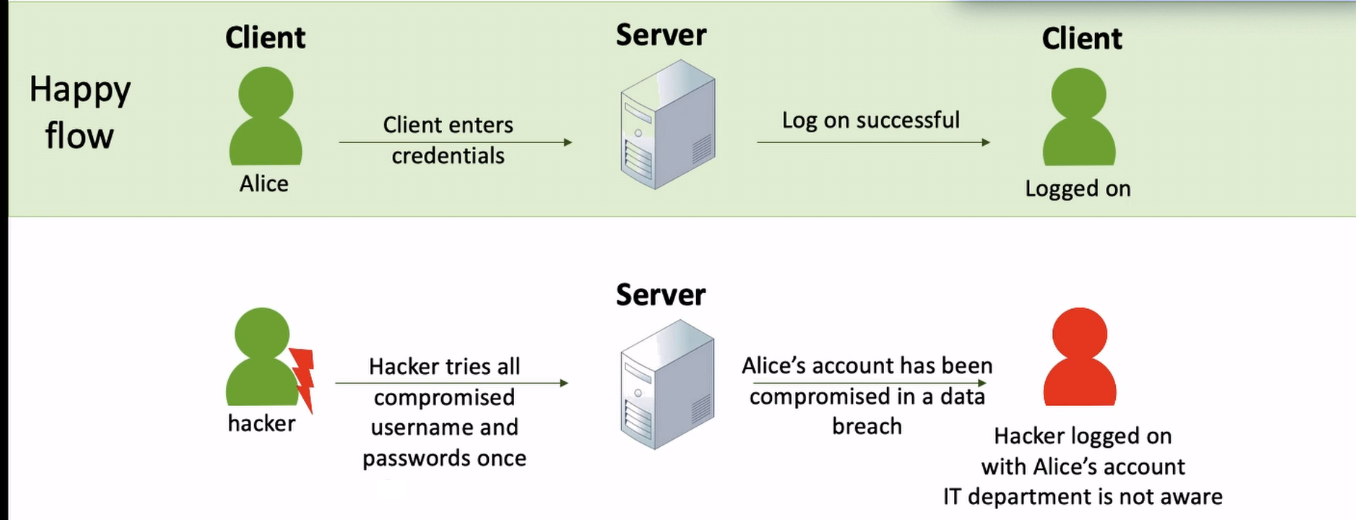 Client
Server
Client
Happy
flow
Client enters
credentials
Log on successful
Alice
Logged on
Server
Hacker tries all
compromised
username and
passwords once
Alice’s account has been
compromised in a data
breach
hacker
Hacker logged on
with Alice’s account
IT department is not aware